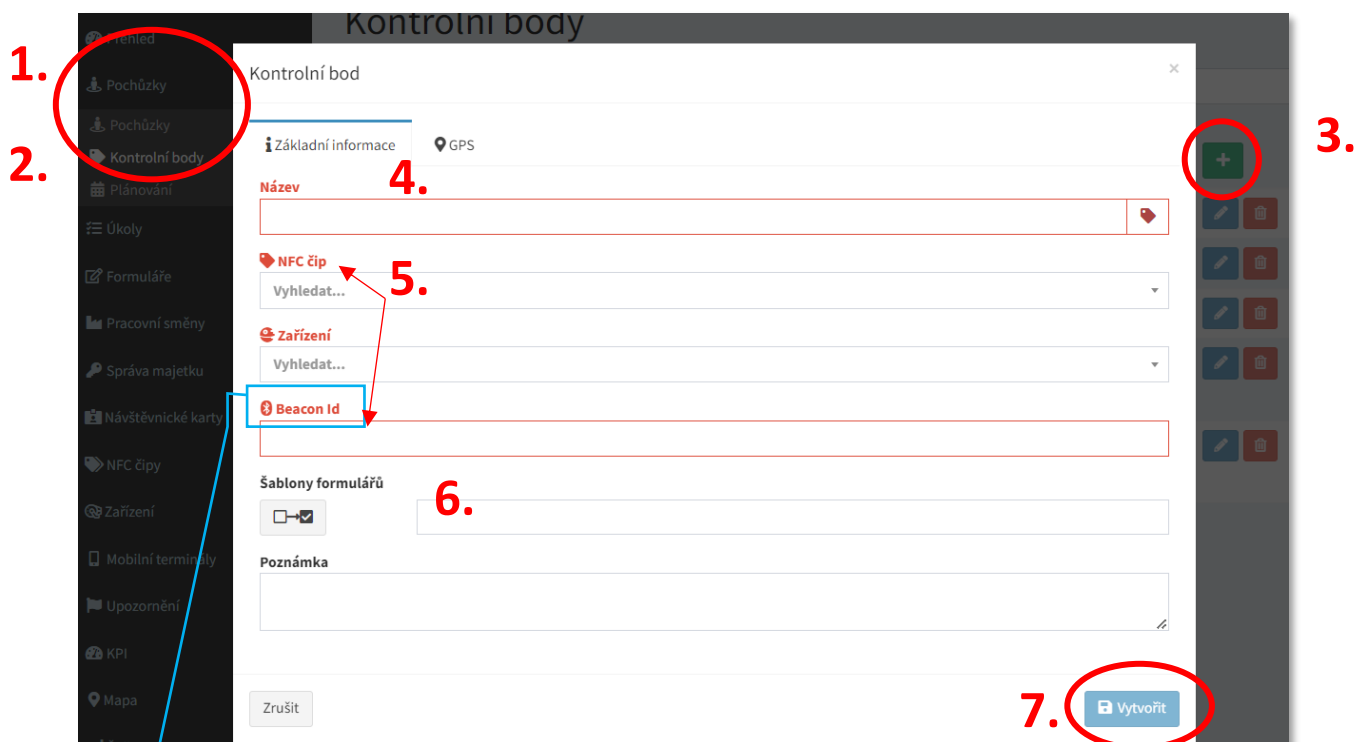 Kontrolní body
1.
2.
3.
Přehled
Pochůzky
Pochůzky
Kontrolní body
Plánování
Úkoly
Formuláře
Pracovní směny
Správa majetku
Návštěvnické karty
NFC čipy
Zařízení
Mobilní terminály
Upozornění
KPI
Mapa
Kontrolní bod
×
Základní informace
GPS
4.
Název
NFC čip
5.
Vyhledat...
Zařízení
Vyhledat...
Beacon Id
Šablony formulářů
6.
Poznámka
Zrušit
7.
Vytvořit